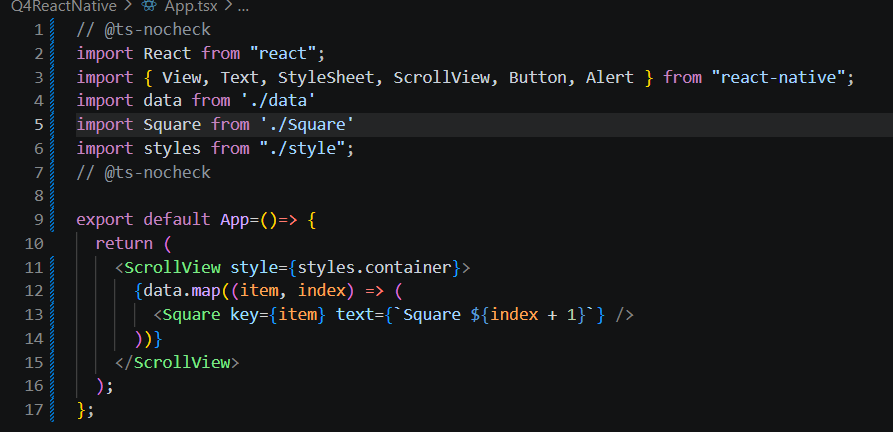 Q4ReactNative > App.tsx > ...
1 // @ts-nocheck
2 import React from "react";
3 import { View, Text, StyleSheet, ScrollView, Button, Alert } from "react-native";
4 import data from './data'
5 import Square from './Square'
6 import styles from "./style";
7 // @ts-nocheck
8
9 export default App=()=> {
10   return (
11     <ScrollView style={styles.container}>
12       {data.map((item, index) => (
13         <Square key={item} text={`Square ${index + 1}`} />
14       ))}
15     </ScrollView>
16   );
17 };